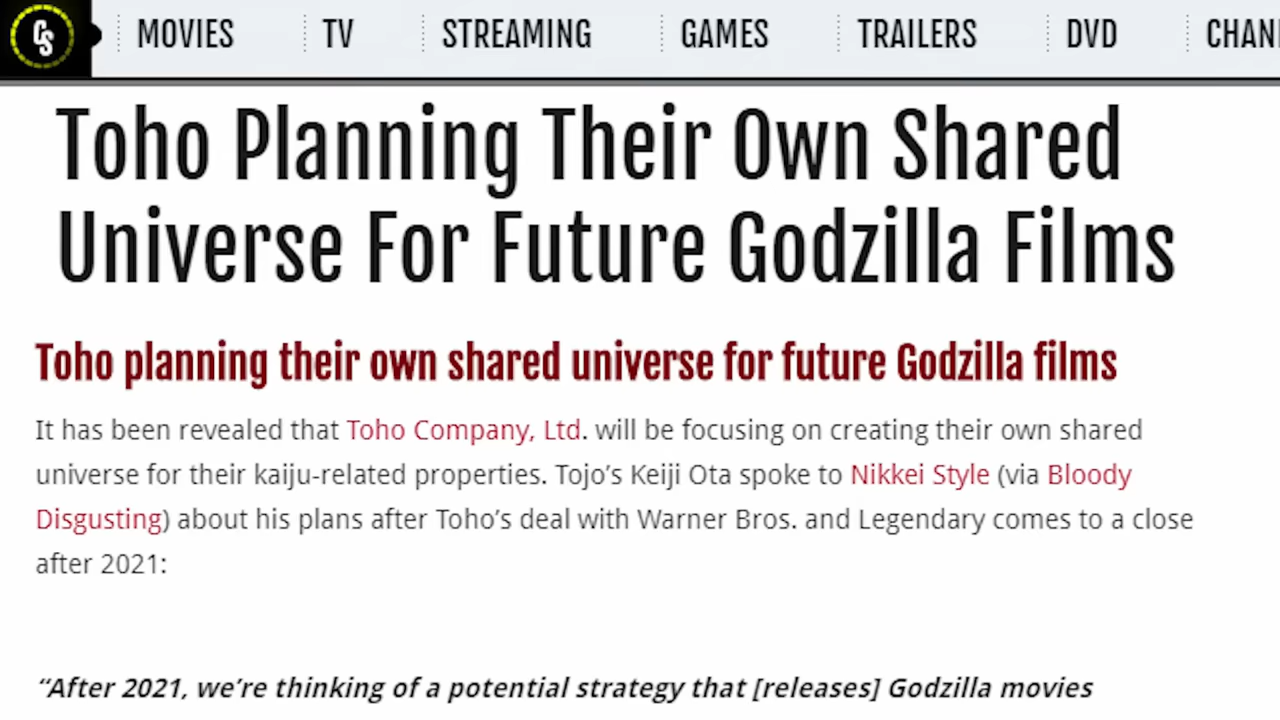 CS MOVIES TV STREAMING GAMES TRAILERS DVD CHAN
Toho Planning Their Own Shared
Universe For Future Godzilla Films
Toho planning their own shared universe for future Godzilla films
It has been revealed that Toho Company, Ltd. will be focusing on creating their own shared
universe for their kaiju-related properties. Tojo’s Keiji Ota spoke to Nikkei Style (via Bloody
Disgusting) about his plans after Toho’s deal with Warner Bros. and Legendary comes to a close
after 2021:
“After 2021, we’re thinking of a potential strategy that [releases] Godzilla movies